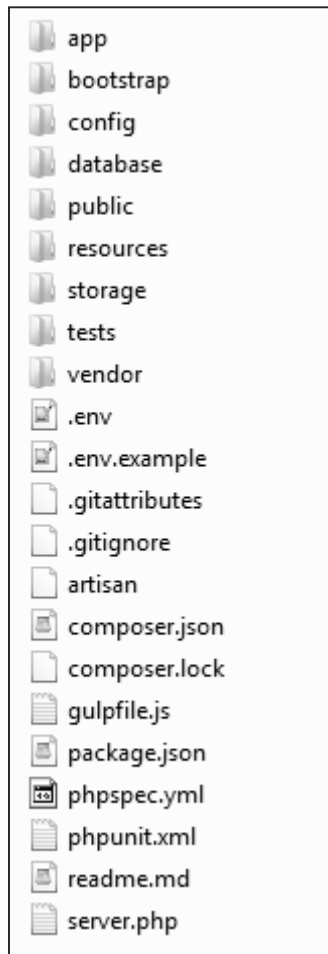 app
bootstrap
config
database
public
resources
storage
tests
vendor
.env
.env.example
.gitattributes
.gitignore
artisan
composer.json
composer.lock
gulpfile.js
package.json
phpspec.yml
phpunit.xml
readme.md
server.php